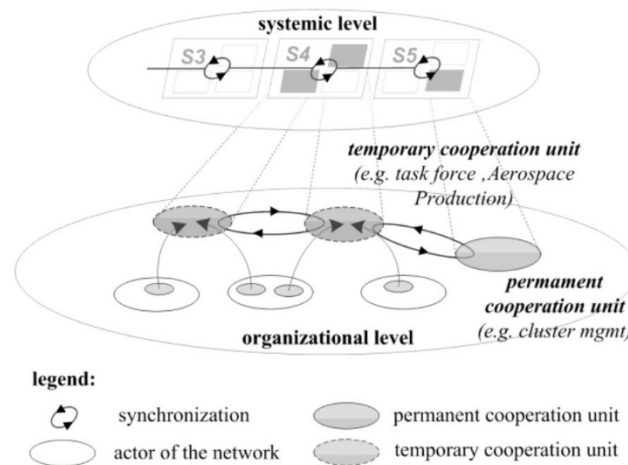 systemic level
S3
S4
S5
temporary cooperation unit
(e.g. task force ‚Aerospace
Production)
permament
cooperation unit
(e.g. cluster mgmt)
organizational level
legend:
synchronization
permanent cooperation unit
actor of the network
temporary cooperation unit